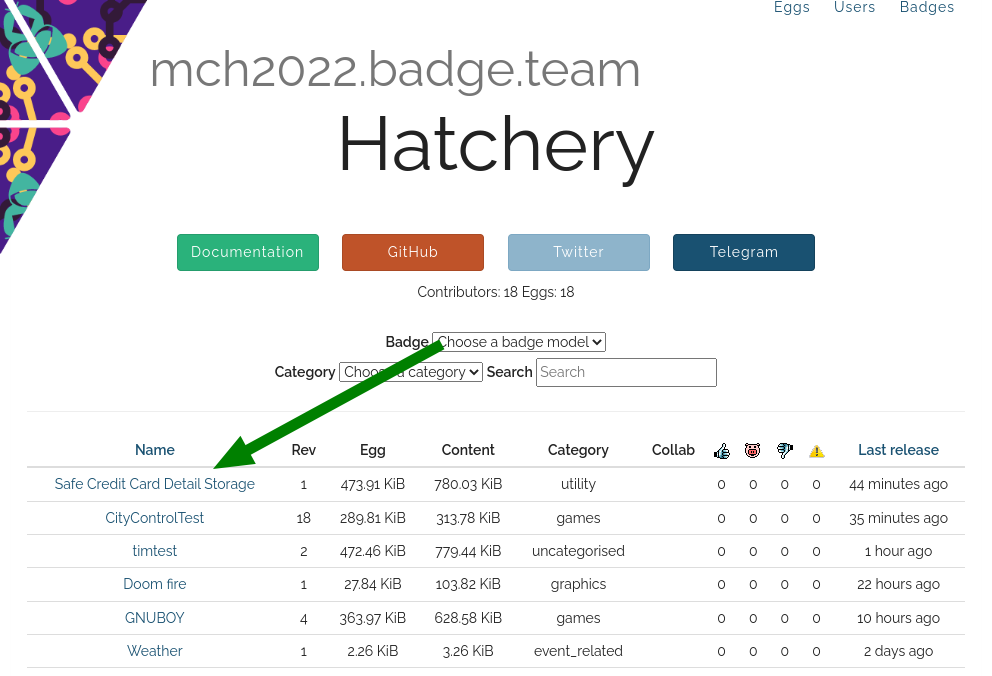 Eggs Users Badges
mch2022.badge.team
Hatchery
Documentation GitHub Twitter Telegram
Contributors: 18 Eggs: 18
Badge Choose a badge model
Category Choose a category Search Search
Name Rev Egg Content Category Collab Last release
Safe Credit Card Detail Storage 1 473.91 KiB 780.03 KiB utility 0 0 0 0 44 minutes ago
CityControlTest 18 289.81 KiB 313.78 KiB games 0 0 0 0 35 minutes ago
timtest 2 472.46 KiB 779.44 KiB uncategorised 0 0 0 0 1 hour ago
Doom fire 1 27.84 KiB 103.82 KiB graphics 0 0 0 0 22 hours ago
GNUBOY 4 363.97 KiB 628.58 KiB games 0 0 0 0 10 hours ago
Weather 1 2.26 KiB 3.26 KiB event_related 0 0 0 0 2 days ago